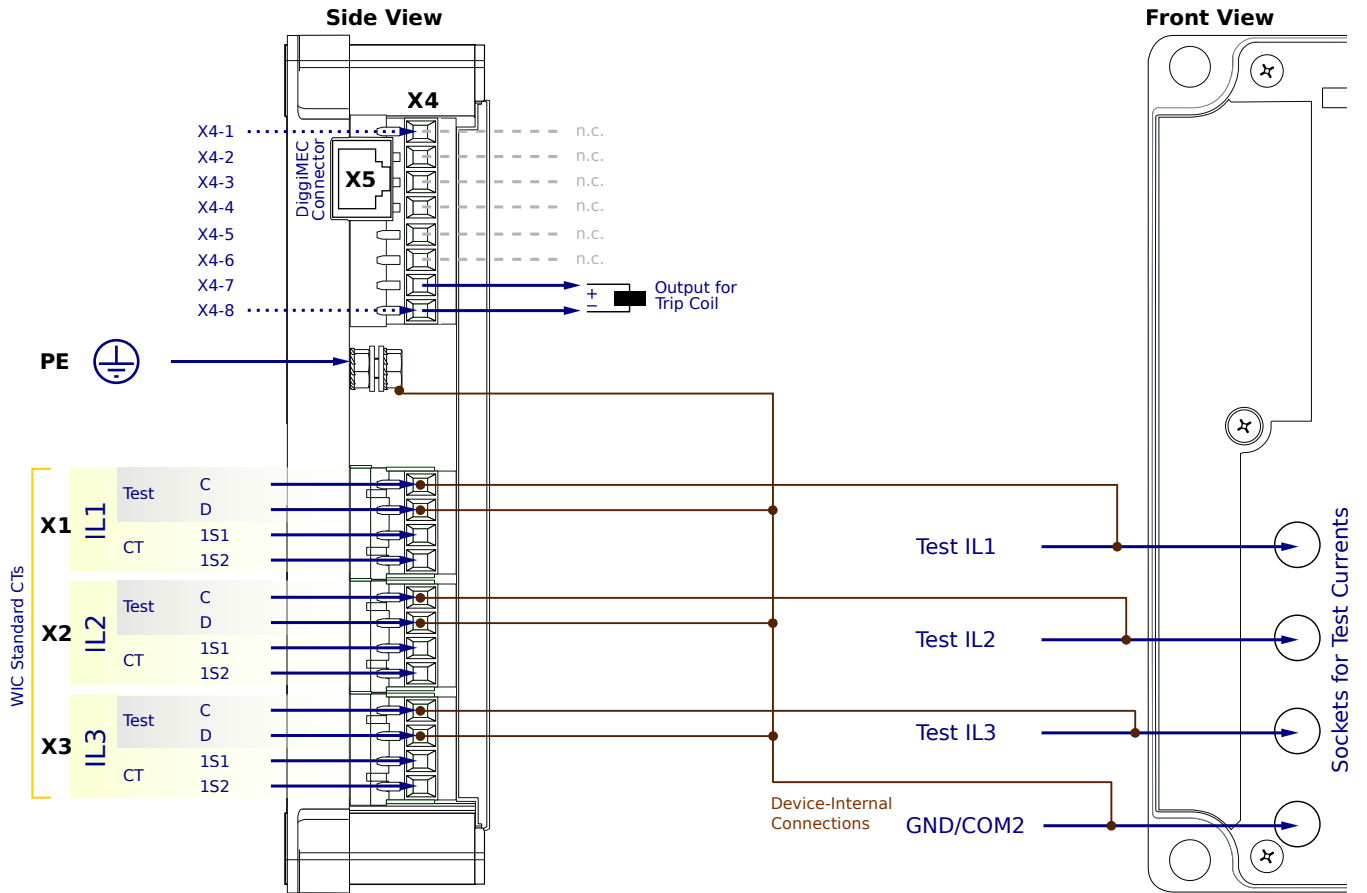 Side View
Front View
X4
X4-1
n.c.
X4-2
n.c.
X4-3
n.c.
X4-4
n.c.
X4-5
n.c.
X4-6
n.c.
X4-7
X4-8
DiggiMEC
Connector
X5
+
−
Output for
Trip Coil
PE
WIC Standard CTs
X1
IL1
Test
C
D
CT
1S1
1S2
X2
IL2
Test
C
D
CT
1S1
1S2
X3
IL3
Test
C
D
CT
1S1
1S2
Test IL1
Test IL2
Test IL3
Device-Internal
Connections
GND/COM2
Sockets for Test Currents